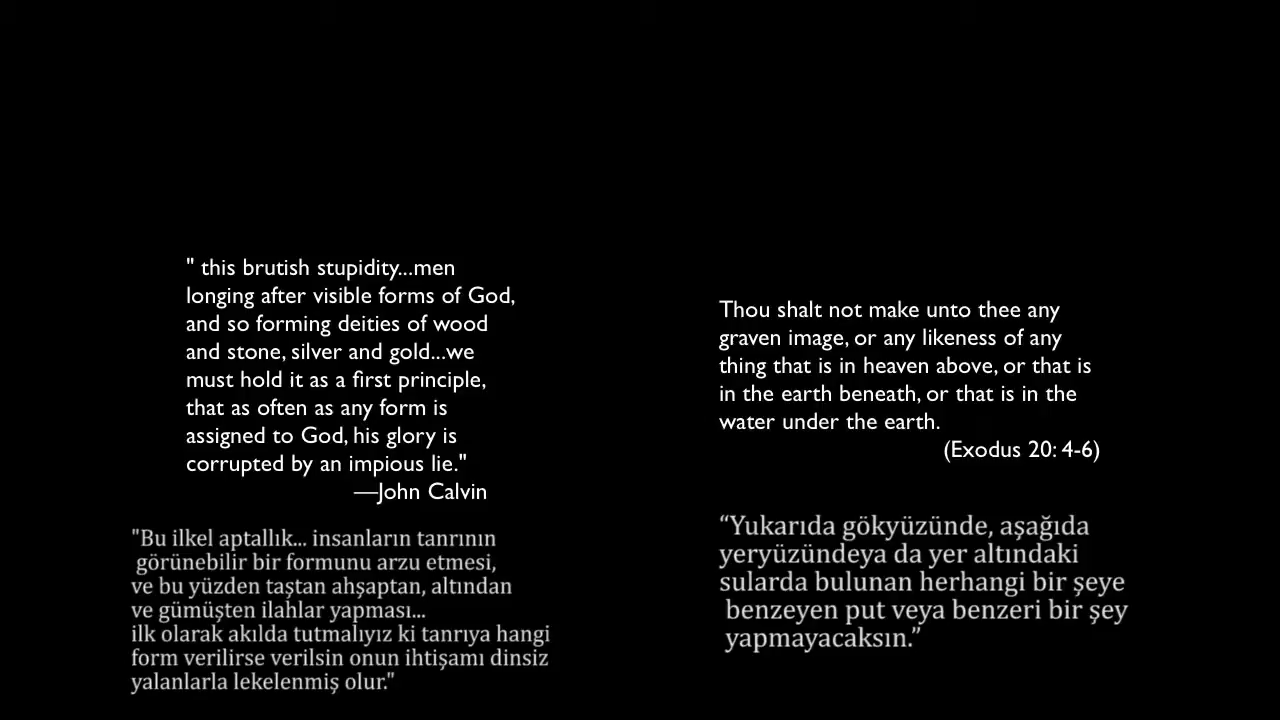 " this brutish stupidity...men
longing after visible forms of God,
and so forming deities of wood
and stone, silver and gold...we
must hold it as a first principle,
that as often as any form is
assigned to God, his glory is
corrupted by an impious lie."
—John Calvin
"Bu ilkel aptallık... insanların tanrının
görünebilir bir formunu arzu etmesi,
ve bu yüzden taştan ahşaptan, altından
ve gümüşten ilahlar yapması...
ilk olarak akılda tutmalıyız ki tanrıya hangi
form verilirse verilsin onun ihtişamı dinsiz
yalanlarla lekelenmiş olur."
Thou shalt not make unto thee any
graven image, or any likeness of any
thing that is in heaven above, or that is
in the earth beneath, or that is in the
water under the earth.
(Exodus 20: 4-6)
“Yukarıda gökyüzünde, aşağıda
yeryüzündeya da yer altındaki
sularda bulunan herhangi bir şeye
benzeyen put veya benzeri bir şey
yapmayacaksın.”